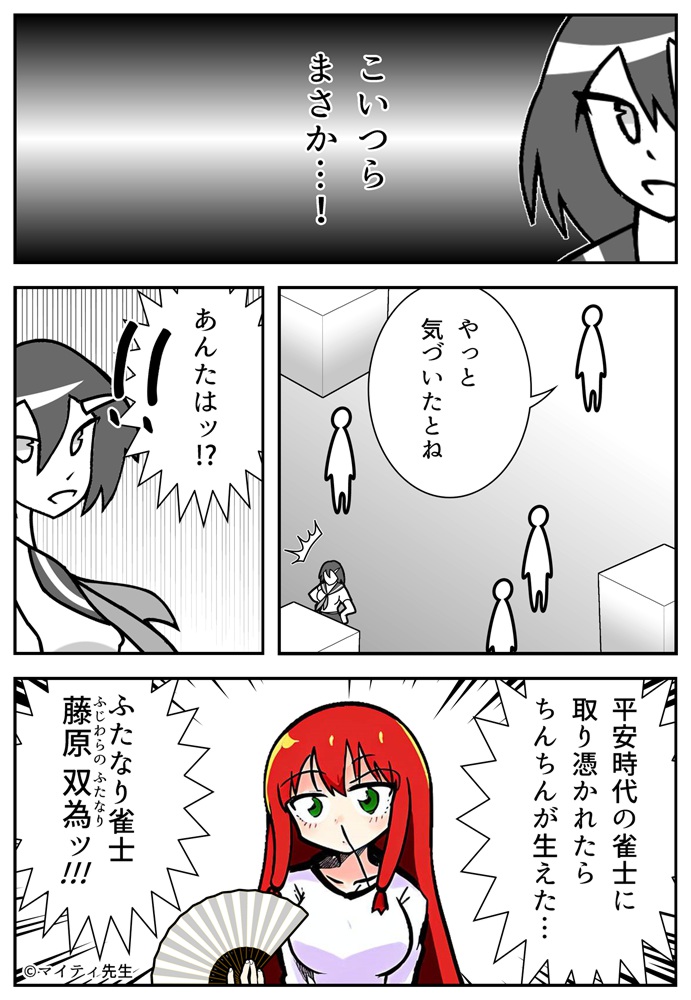 こいつら
まさか…！
やっと
気づいたとね
あんたはッ!?
平安時代の雀士に
取り憑かれたら
ちんちんが生えた…
ふたなり雀士
藤原 双為ッ!!!
ふじわらの ふたなり
©マイティ先生